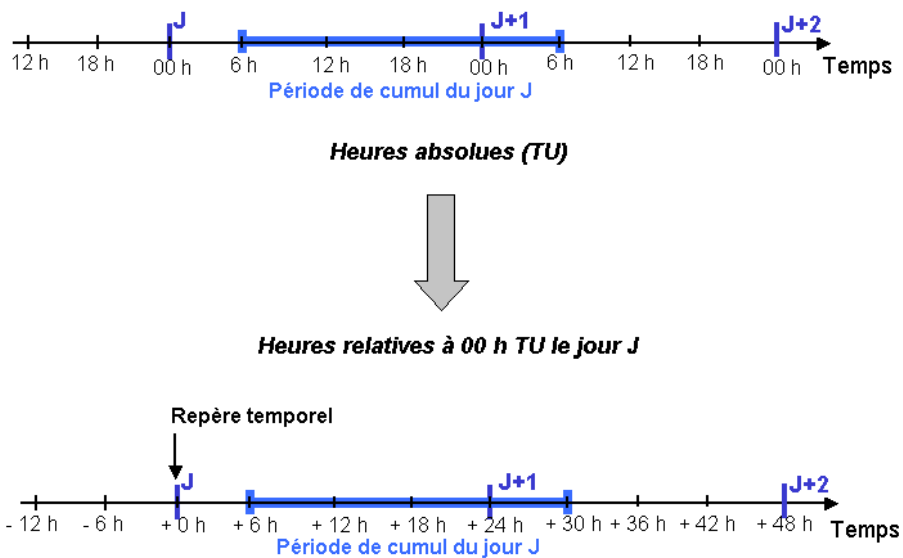 J J+1 J+2
12 h 18 h 00 h 6 h 12 h 18 h 00 h 6 h 12 h 18 h 00 h Temps
Période de cumul du jour J
Heures absolues (TU)
Heures relatives à 00 h TU le jour J
Repère temporel
J J+1 J+2
- 12 h - 6 h + 0 h + 6 h + 12 h + 18 h + 24 h + 30 h + 36 h + 42 h + 48 h Temps
Période de cumul du jour J